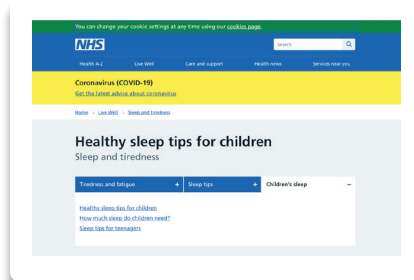 You can change your cookie settings at any time using our cookies page.
NHS
Search
Health A-Z Live Well Care and support Health news Services near you
Coronavirus (COVID-19)
Get the latest advice about coronavirus
Home > Live Well > Sleep and tiredness
Healthy sleep tips for children
Sleep and tiredness
Tiredness and fatigue + Sleep tips + Children's sleep −
Healthy sleep tips for children
How much sleep do children need?
Sleep tips for teenagers